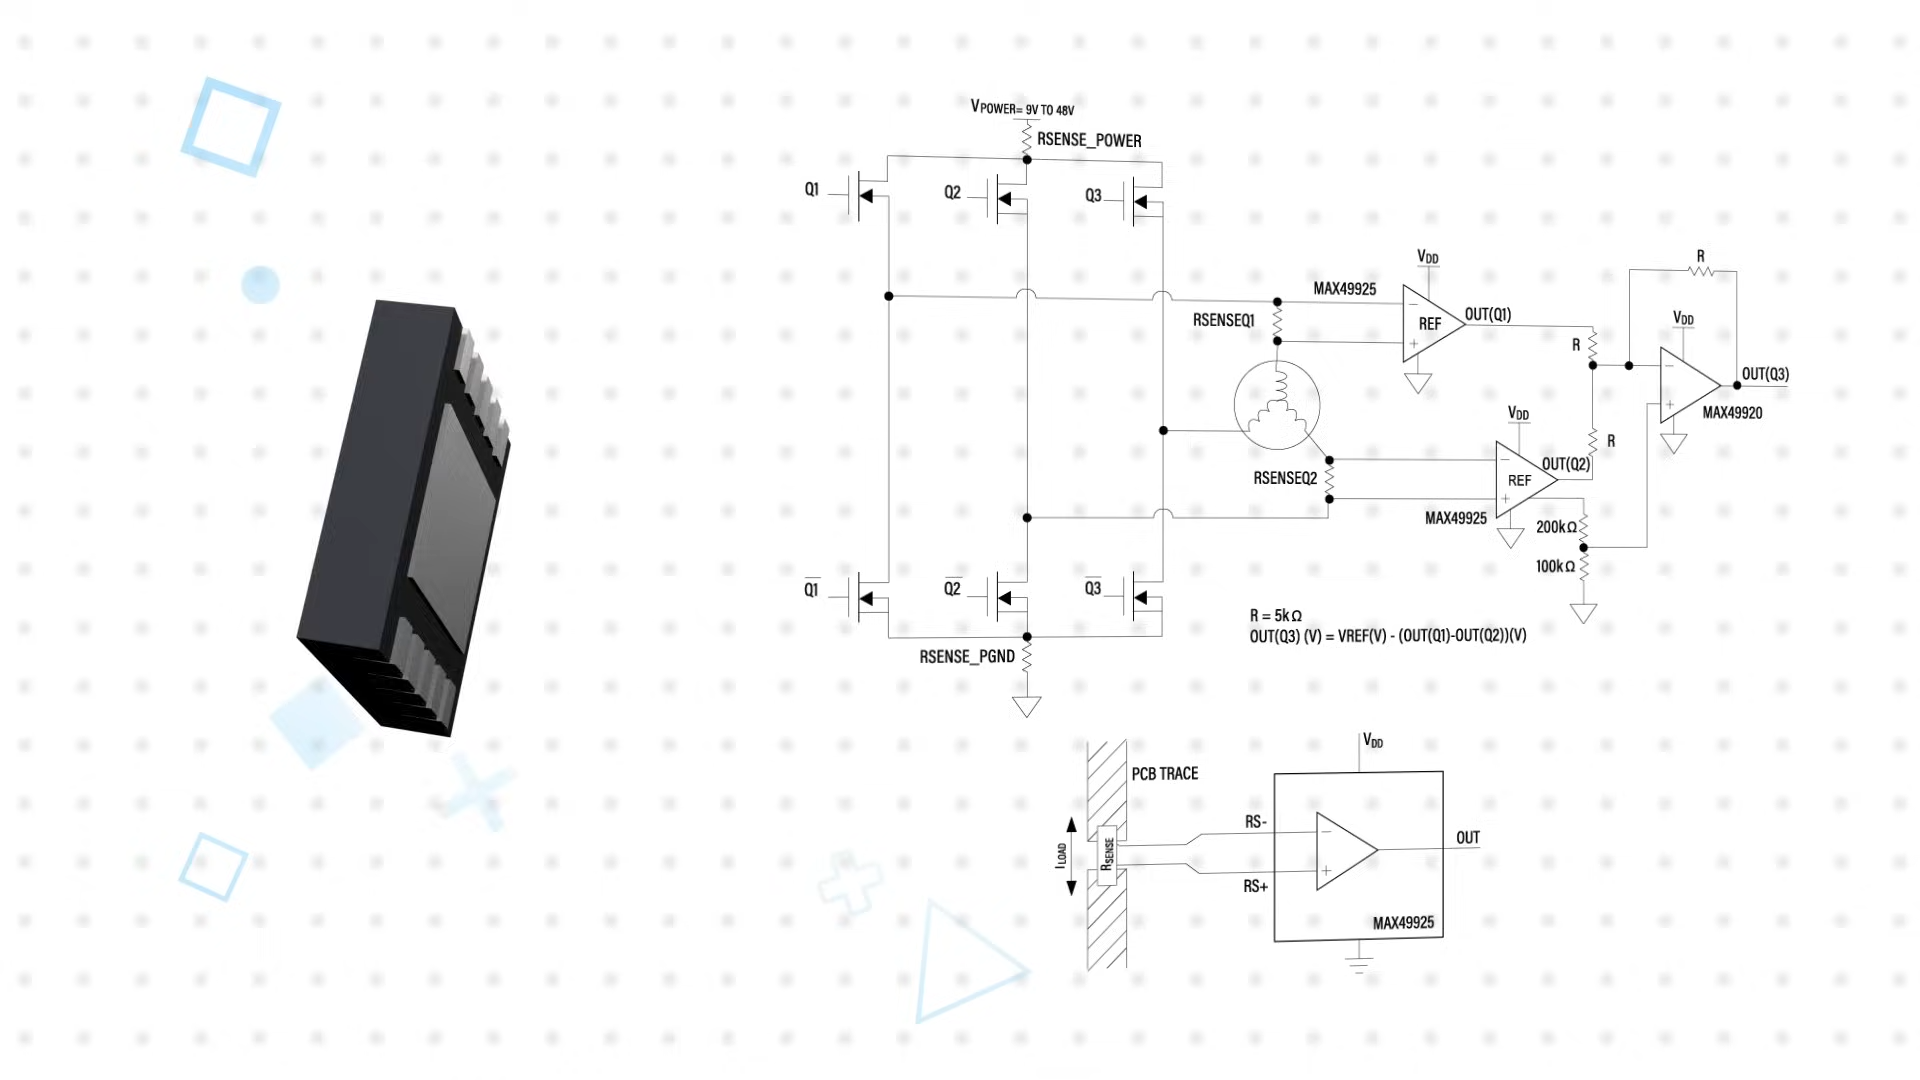 VPOWER= 9V TO 48V
RSENSE_POWER
Q1
Q2
Q3
VDD
R
MAX49925
REF
OUT(Q1)
RSENSEQ1
R
VDD
OUT(Q3)
MAX49920
VDD
R
OUT(Q2)
RSENSEQ2
REF
MAX49925
200kΩ
100kΩ
Q1
Q2
Q3
R = 5kΩ
OUT(Q3) (V) = VREF(V) - (OUT(Q1)-OUT(Q2))(V)
RSENSE_PGND
VDD
PCB TRACE
RS-
OUT
ILOAD
RSENSE
RS+
MAX49925